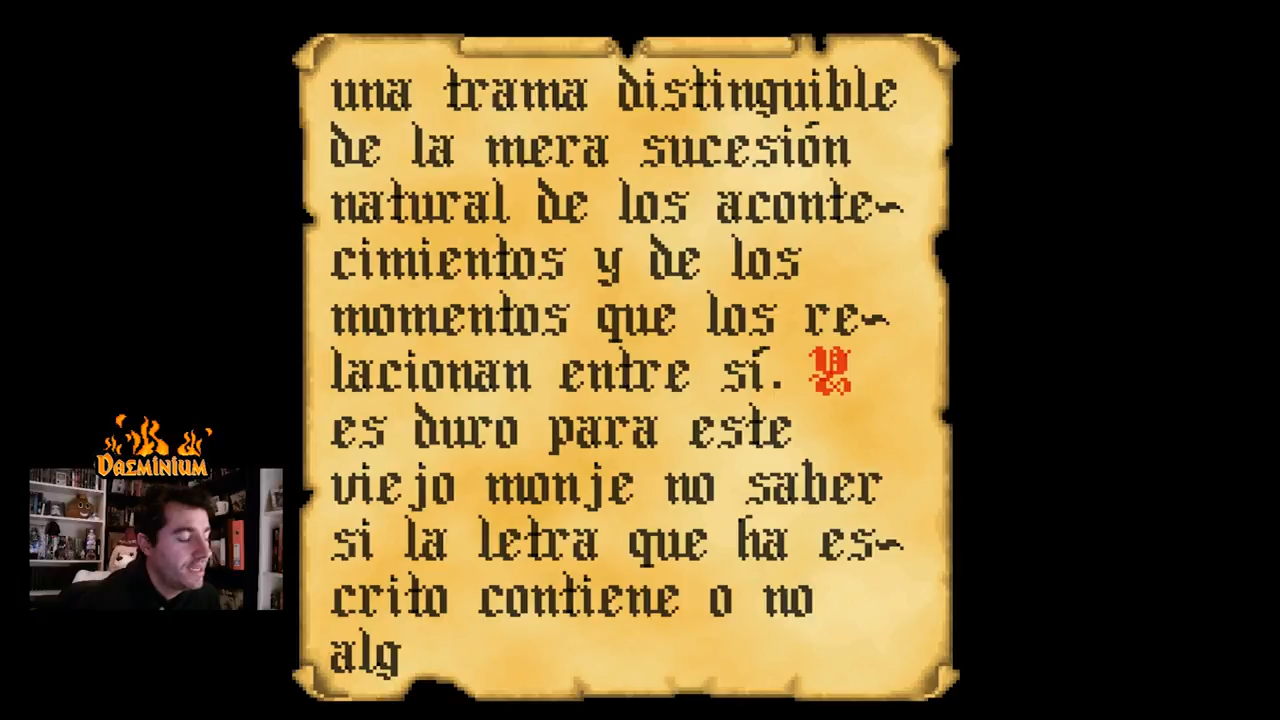 una trama distinguible
de la mera sucesión
natural de los aconte-
cimientos y de los
momentos que los re-
lacionan entre sí. Y
es duro para este
viejo monje no saber
si la letra que ha es-
crito contiene o no
alg
DAEMINIUM